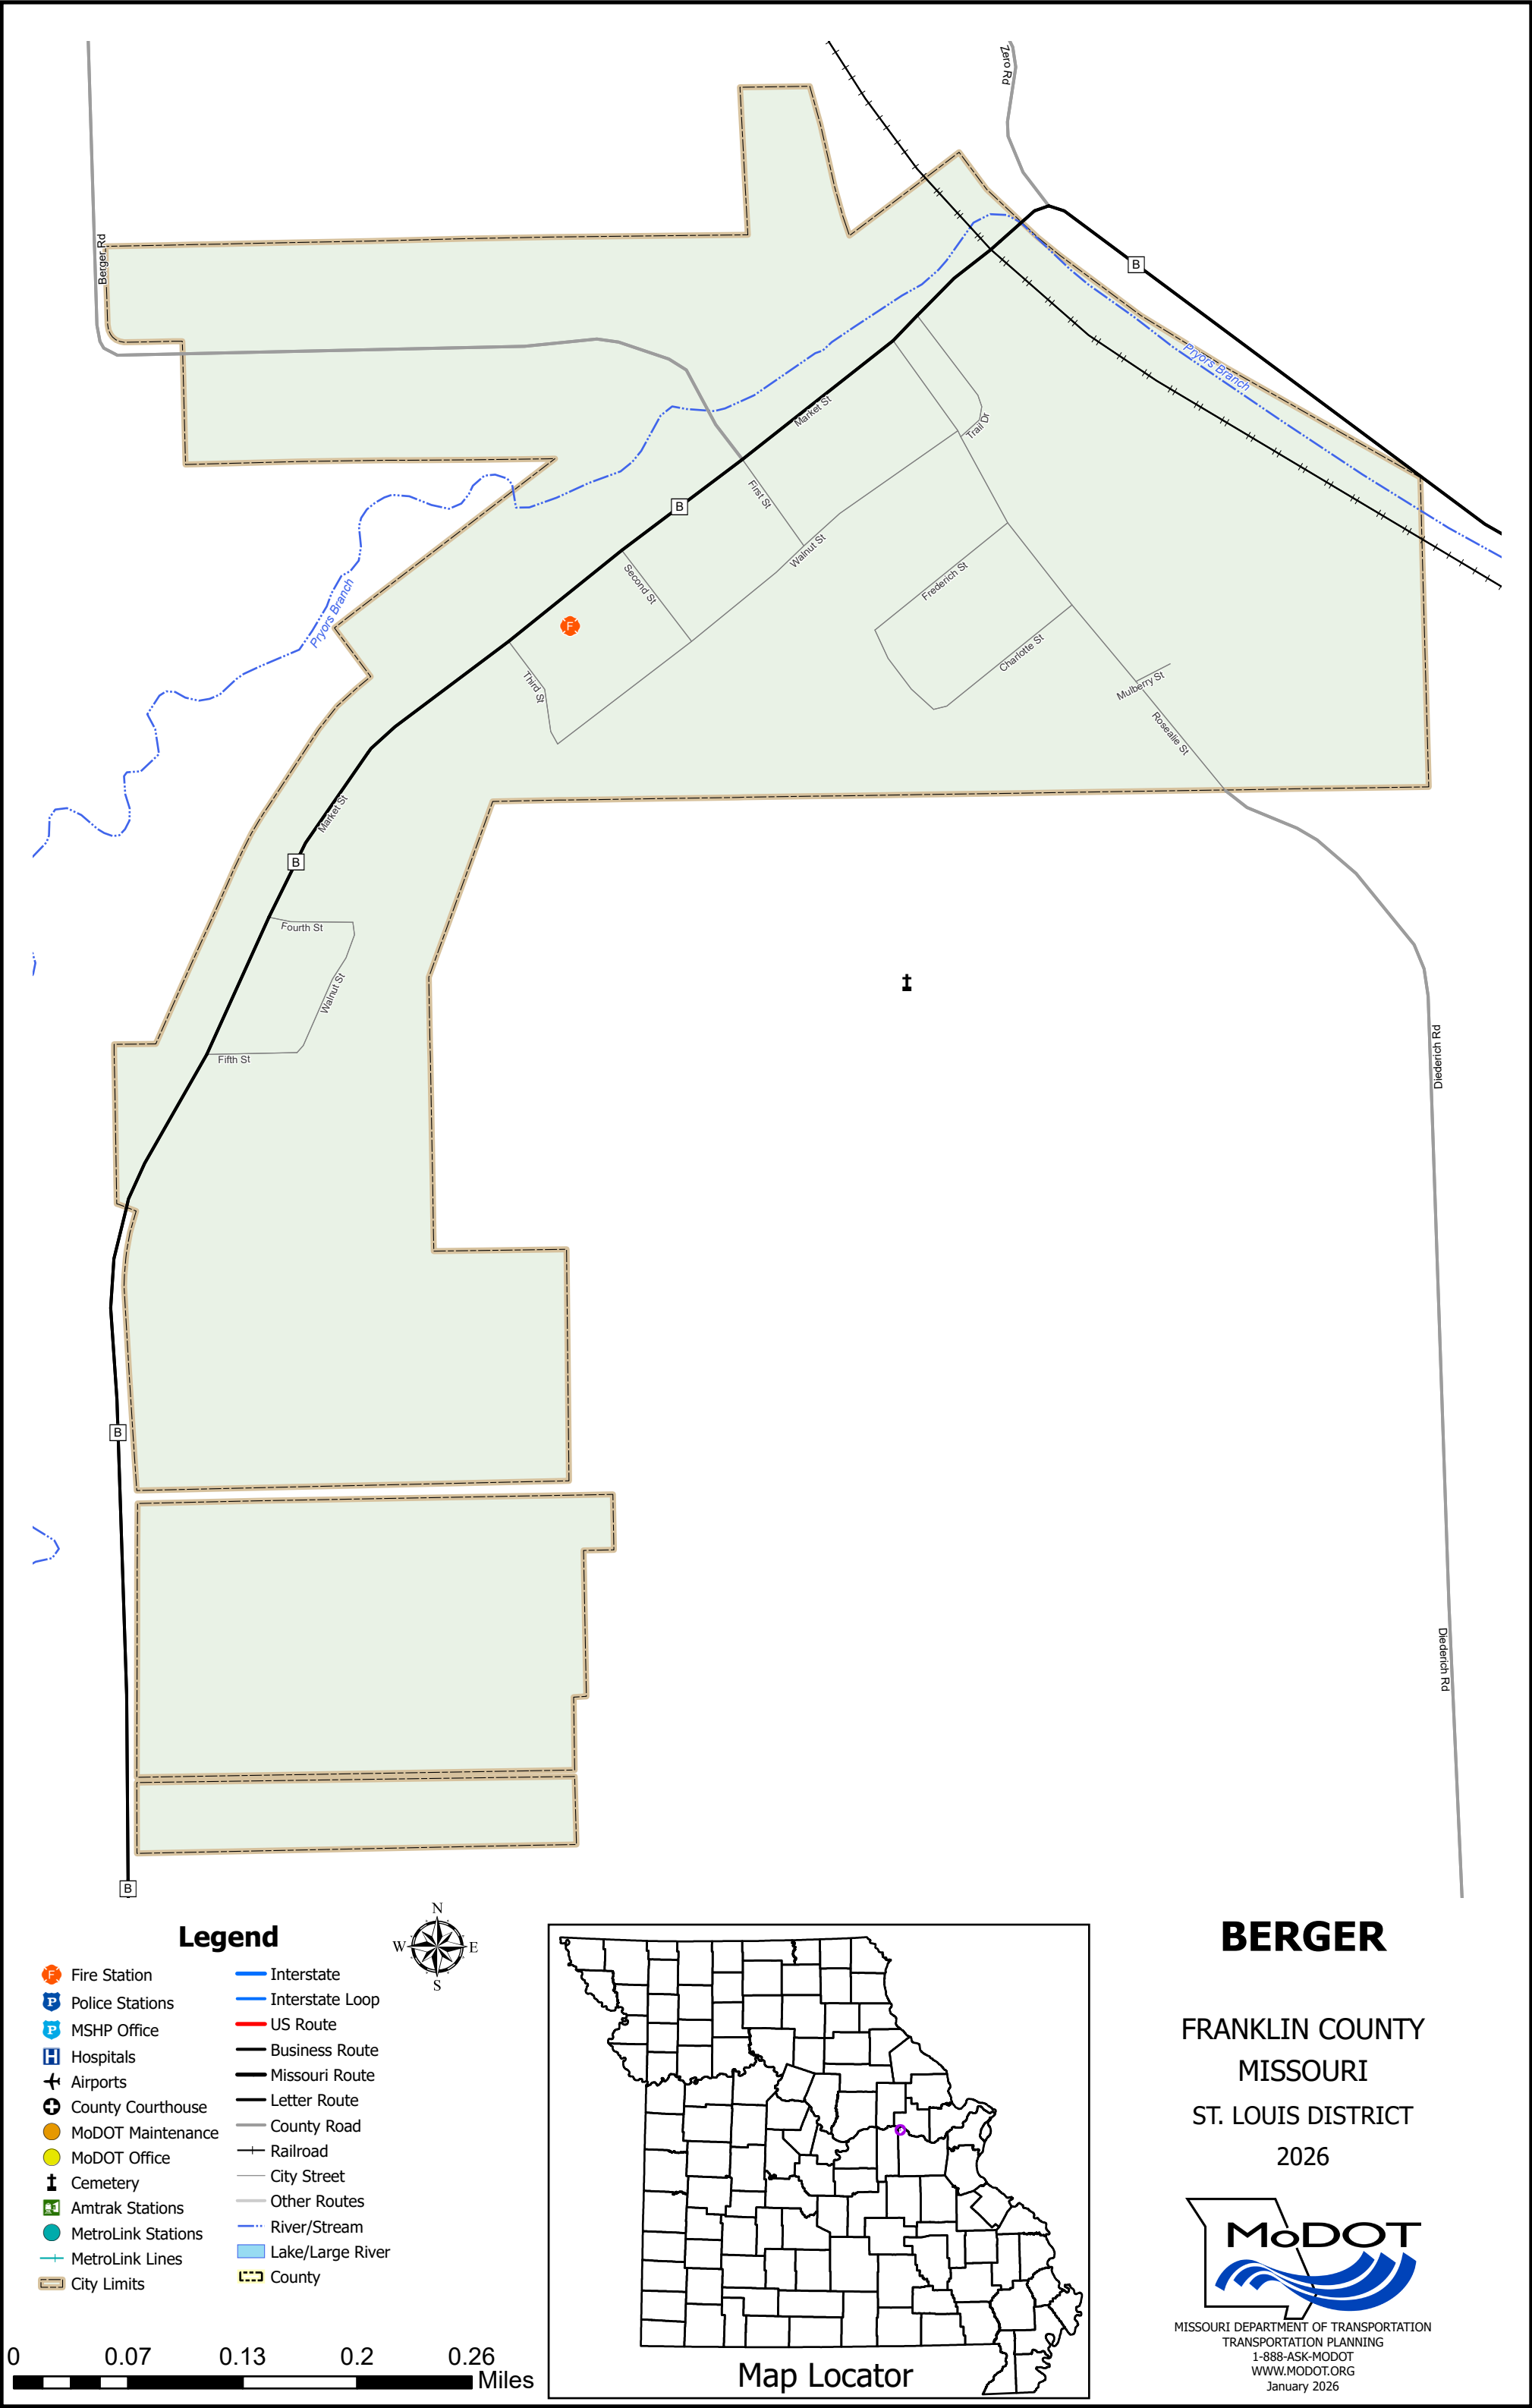 Zero Rd
Berger Rd
B
Pryors Branch
Market St
Trail Dr
First St
B
Walnut St
Second St
Frederich St
F
Pryors Branch
Charlotte St
Third St
Mulberry St
Rosealie St
Market St
B
Fourth St
Walnut St
Fifth St
Diederich Rd
B
Diederich Rd
B
Legend
N
W E
S
F Fire Station
P Police Stations
P MSHP Office
H Hospitals
Airports
County Courthouse
MoDOT Maintenance
MoDOT Office
Cemetery
Amtrak Stations
MetroLink Stations
MetroLink Lines
City Limits
Interstate
Interstate Loop
US Route
Business Route
Missouri Route
Letter Route
County Road
Railroad
City Street
Other Routes
River/Stream
Lake/Large River
County
0 0.07 0.13 0.2 0.26
Miles
Map Locator
BERGER
FRANKLIN COUNTY
MISSOURI
ST. LOUIS DISTRICT
2026
MoDOT
MISSOURI DEPARTMENT OF TRANSPORTATION
TRANSPORTATION PLANNING
1-888-ASK-MODOT
WWW.MODOT.ORG
January 2026